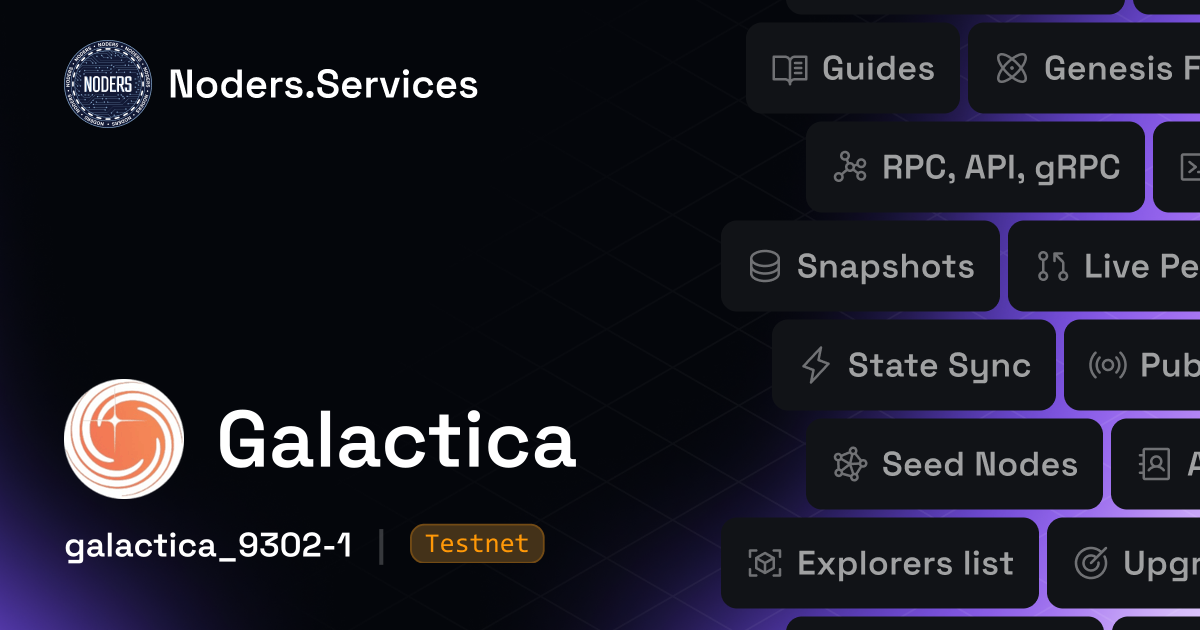 NODERS
Noders.Services
Guides
Genesis F
RPC, API, gRPC
Snapshots
Live Pe
State Sync
Pub
Seed Nodes
A
Explorers list
Upgr
Galactica
galactica_9302-1 | Testnet